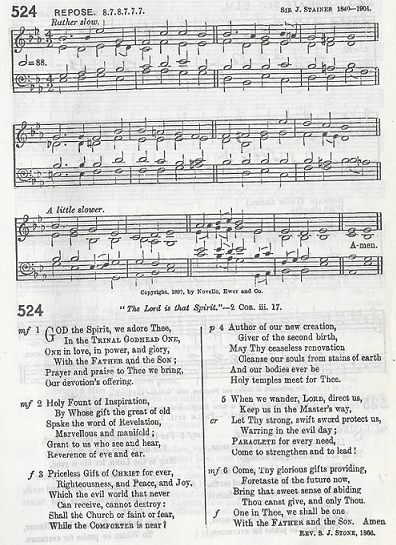 524 REPOSE. 8.7.8.7.7.7. SIR J. STAINER 1840–1901.
Rather slow.
𝅗𝅥=88.
A little slower.
A-men.
Copyright, 1897, by Novello, Ewer and Co.
524 "The Lord is that Spirit."—2 COR. iii. 17.
mf 1 GOD the Spirit, we adore Thee,
In the TRINAL GODHEAD ONE,
ONE in love, in power, and glory,
With the FATHER and the SON;
Prayer and praise to Thee we bring,
Our devotion's offering.
mf 2 Holy Fount of Inspiration,
By Whose gift the great of old
Spake the word of Revelation,
Marvellous and manifold;
Grant to us who see and hear,
Reverence of eye and ear.
f 3 Priceless Gift of CHRIST for ever,
Righteousness, and Peace, and Joy,
Which the evil world that never
Can receive, cannot destroy:
Shall the Church or faint or fear,
While the COMFORTER is near?
p 4 Author of our new creation,
Giver of the second birth,
May Thy ceaseless renovation
Cleanse our souls from stains of earth
And our bodies ever be
Holy temples meet for Thee.
5 When we wander, LORD, direct us,
Keep us in the Master's way,
cr Let Thy strong, swift sword protect us,
Warring in the evil day;
PARACLETE for every need,
Come to strengthen and to lead!
mf 6 Come, Thy glorious gifts providing,
Foretaste of the future now,
Bring that sweet sense of abiding
Thou canst give, and only Thou.
f One in Thee, we shall be one
With the FATHER and the SON. Amen
REV. S. J. STONE, 1866.